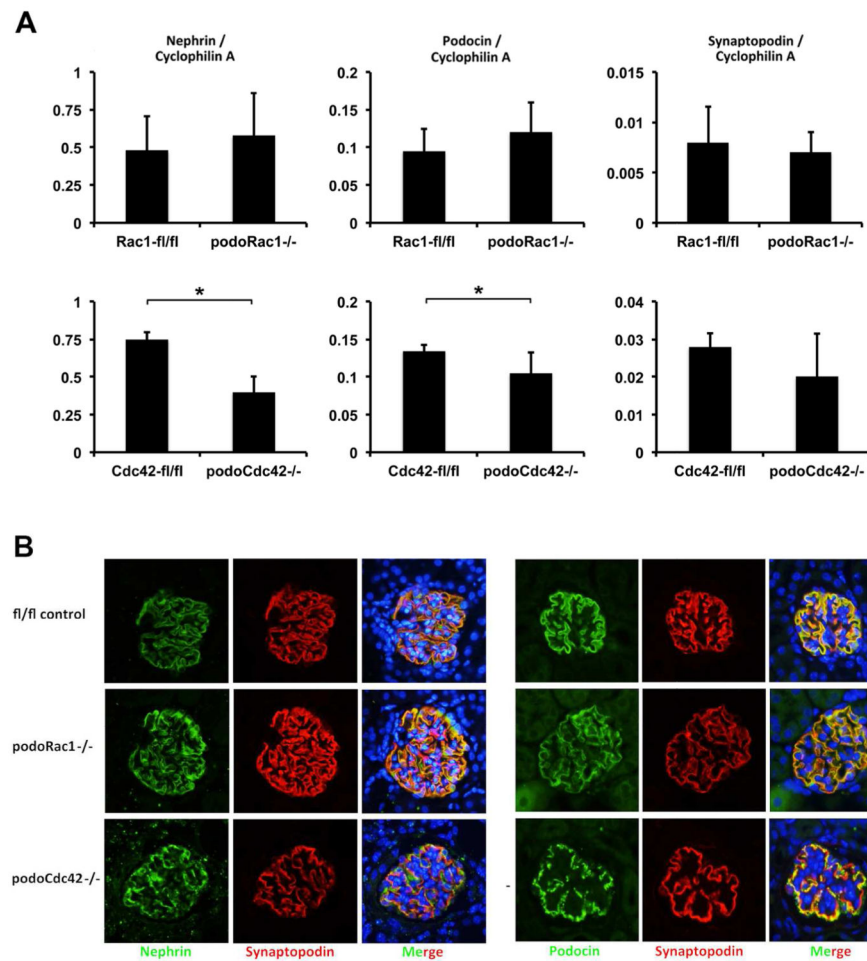 A
Nephrin /
Cyclophilin A
1
0.75
0.5
0.25
0
Rac1-fl/fl podoRac1-/-
Podocin /
Cyclophilin A
0.2
0.15
0.1
0.05
0
Rac1-fl/fl podoRac1-/-
Synaptopodin /
Cyclophilin A
0.015
0.01
0.005
0
Rac1-fl/fl podoRac1-/-
1
0.75
0.5
0.25
0
*
Cdc42-fl/fl podoCdc42-/-
0.2
0.15
0.1
0.05
0
*
Cdc42-fl/fl podoCdc42-/-
0.04
0.03
0.02
0.01
0
Cdc42-fl/fl podoCdc42-/-
B
fl/fl control
podoRac1-/-
podoCdc42-/-
-
Nephrin Synaptopodin Merge Podocin Synaptopodin Merge